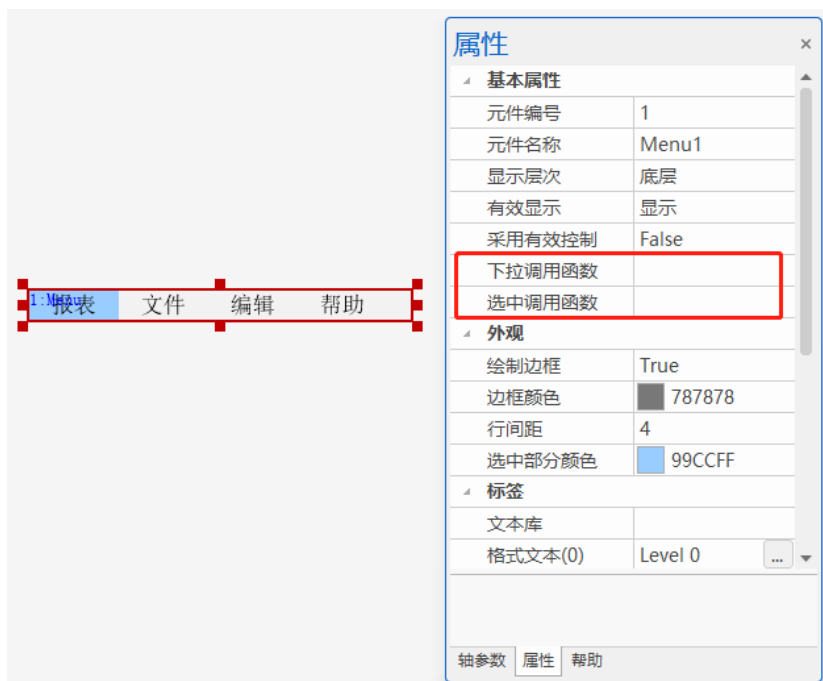 属性
基本属性
元件编号 1
元件名称 Menu1
显示层次 底层
有效显示 显示
采用有效控制 False
下拉调用函数
选中调用函数
1:Menu 报表 文件 编辑 帮助
外观
绘制边框 True
边框颜色 787878
行间距 4
选中部分颜色 99CCFF
标签
文本库
格式文本(0) Level 0 ...
轴参数 属性 帮助